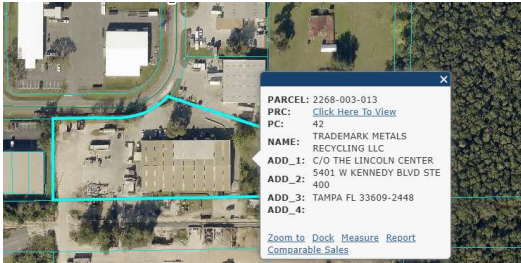 ×
PARCEL: 2268-003-013
PRC: Click Here To View
PC: 42
NAME: TRADEMARK METALS RECYCLING LLC
ADD_1: C/O THE LINCOLN CENTER
ADD_2: 5401 W KENNEDY BLVD STE 400
ADD_3: TAMPA FL 33609-2448
ADD_4:
Zoom to Dock Measure Report
Comparable Sales